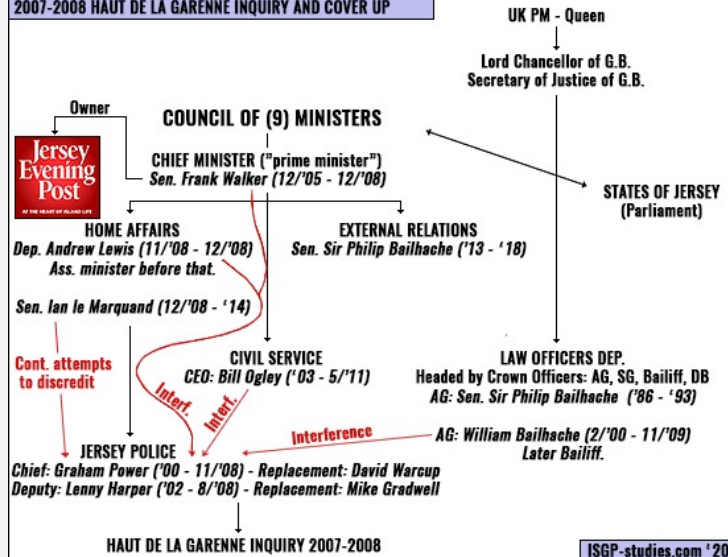 2007-2008 HAUT DE LA GARENNE INQUIRY AND COVER UP
UK PM - Queen
Lord Chancellor of G.B.
Secretary of Justice of G.B.
Owner
COUNCIL OF (9) MINISTERS
Jersey
Evening
Post
AT THE HEART OF ISLAND LIFE
CHIEF MINISTER ("prime minister")
Sen. Frank Walker (12/'05 - 12/'08)
STATES OF JERSEY
(Parliament)
HOME AFFAIRS
Dep. Andrew Lewis (11/'08 - 12/'08)
Ass. minister before that.
EXTERNAL RELATIONS
Sen. Sir Philip Bailhache ('13 - '18)
Sen. Ian le Marquand (12/'08 - '14)
Cont. attempts
to discredit
CIVIL SERVICE
CEO: Bill Ogley ('03 - 5/'11)
LAW OFFICERS DEP.
Headed by Crown Officers: AG, SG, Bailiff, DB
AG: Sen. Sir Philip Bailhache ('86 - '93)
Interf.
Interf.
Interference
AG: William Bailhache (2/'00 - 11/'09)
Later Bailiff.
JERSEY POLICE
Chief: Graham Power ('00 - 11/'08) - Replacement: David Warcup
Deputy: Lenny Harper ('02 - 8/'08) - Replacement: Mike Gradwell
HAUT DE LA GARENNE INQUIRY 2007-2008
ISGP-studies.com '20